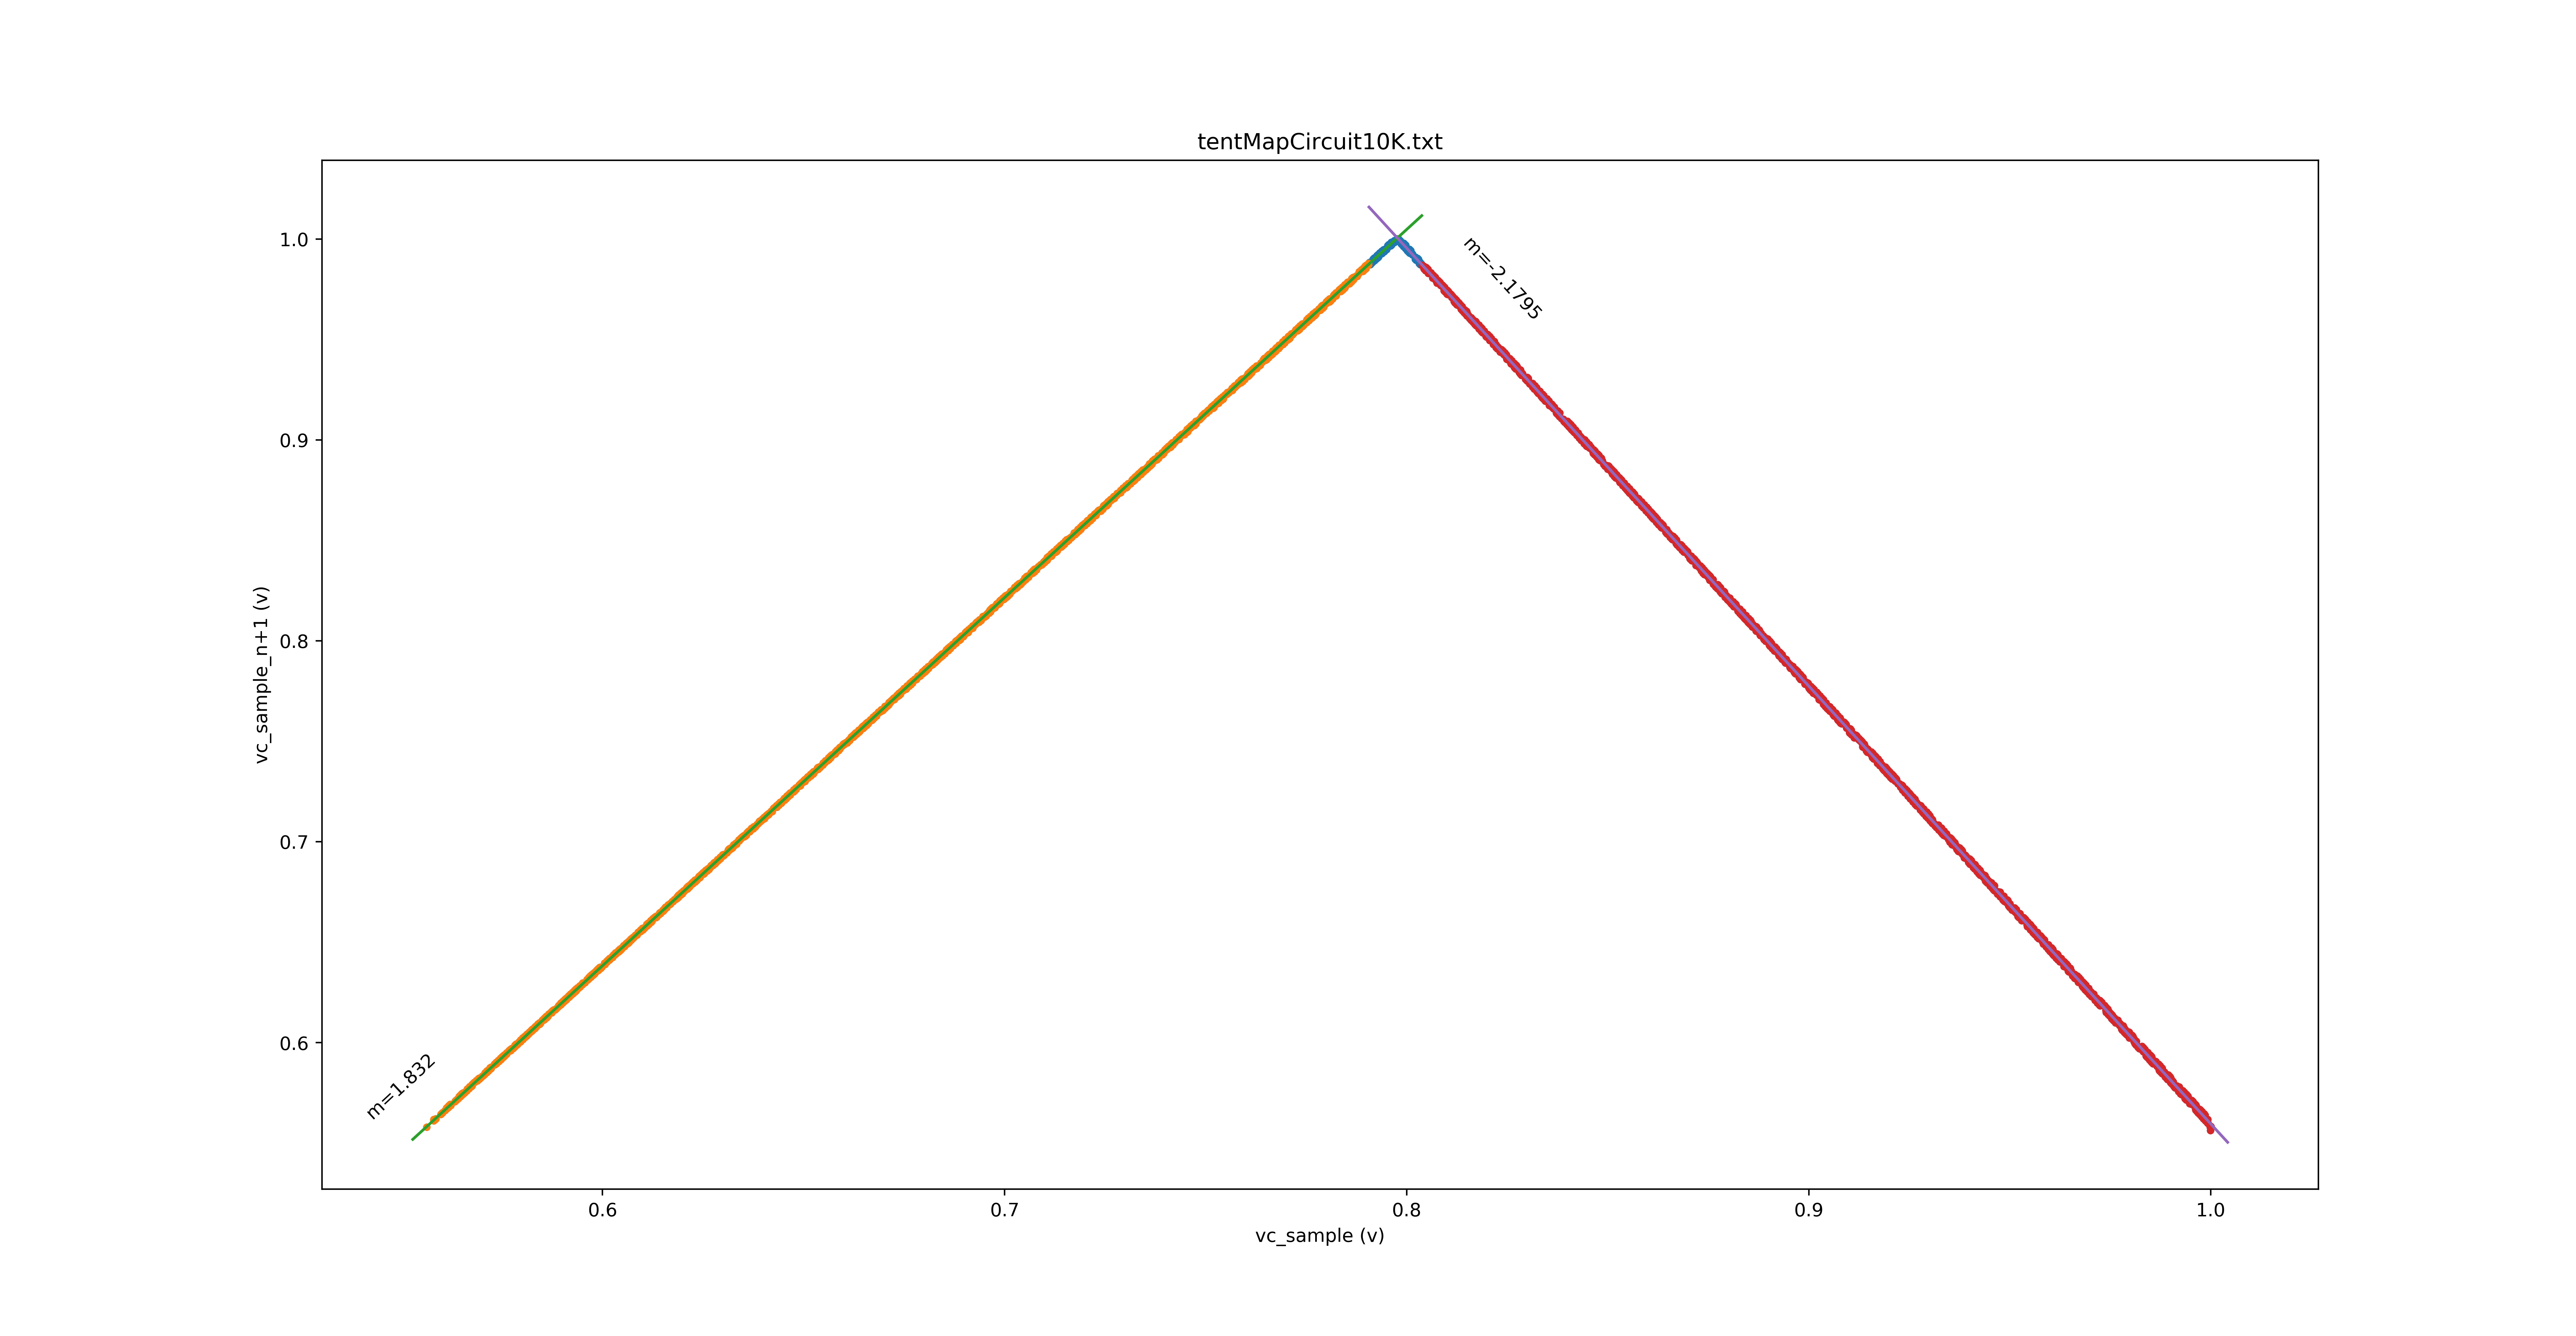 tentMapCircuit10K.txt
m=-2.1795
m=1.832
1.0
0.9
0.8
0.7
0.6
vc_sample_n+1 (v)
0.6 0.7 0.8 0.9 1.0
vc_sample (v)